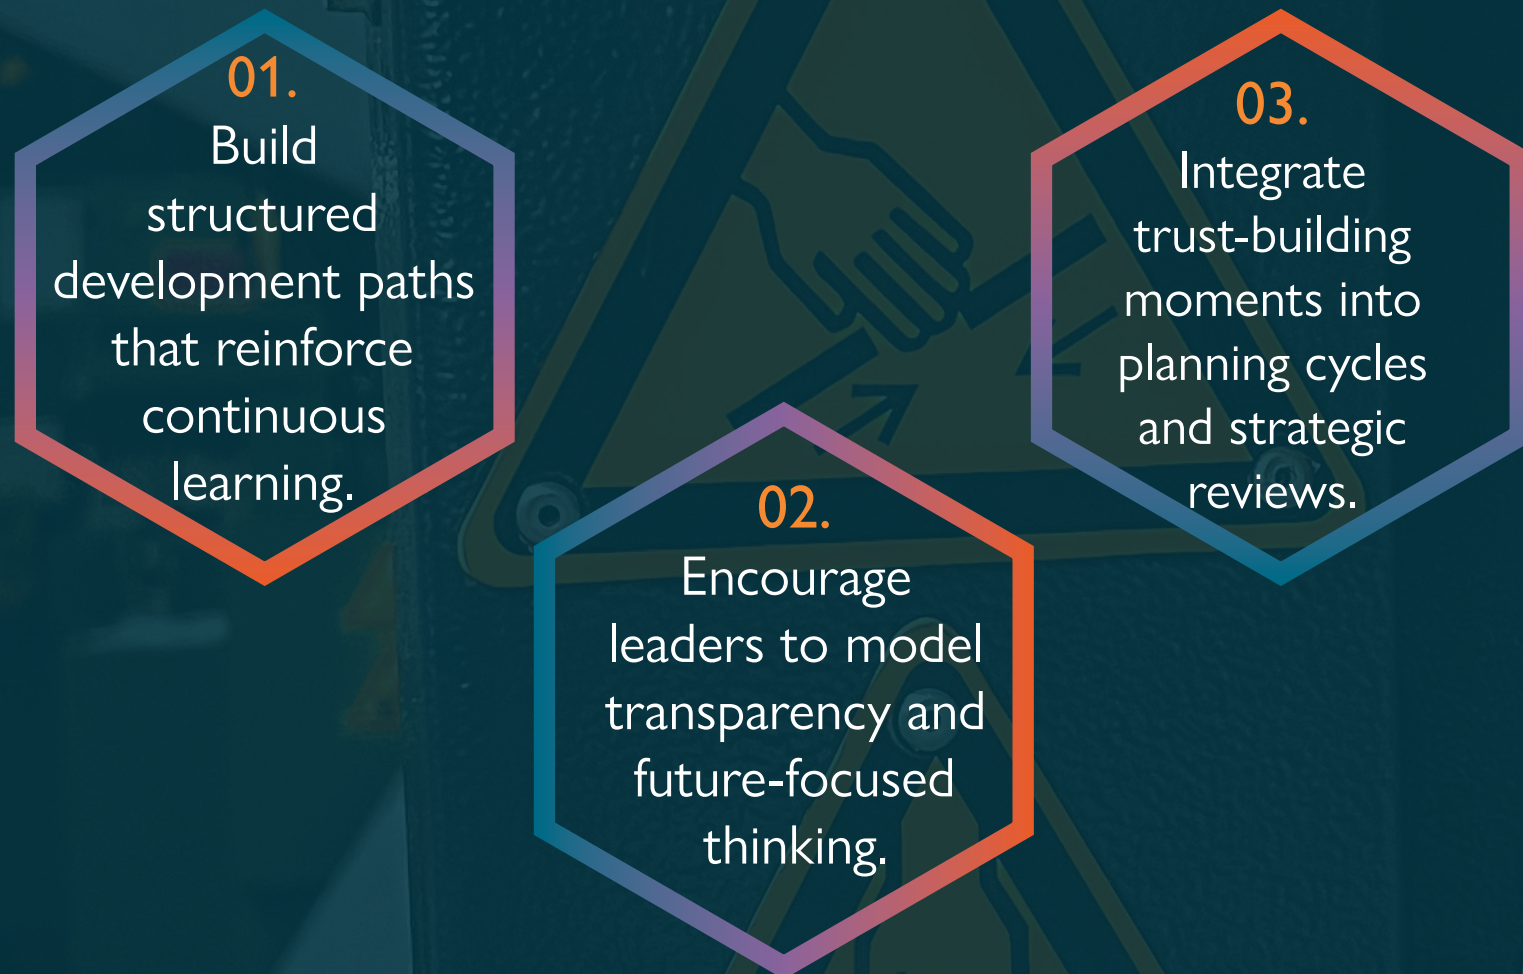 01.
Build
structured
development paths
that reinforce
continuous
learning.
02.
Encourage
leaders to model
transparency and
future-focused
thinking.
03.
Integrate
trust-building
moments into
planning cycles
and strategic
reviews.